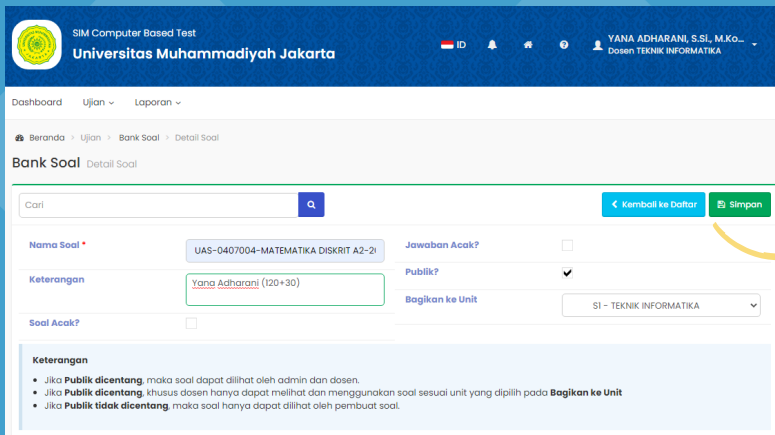 SIM Computer Based Test
Universitas Muhammadiyah Jakarta
ID
YANA ADHARANI, S.Si., M.Ko...
Dosen TEKNIK INFORMATIKA
Dashboard Ujian Laporan
Beranda > Ujian > Bank Soal > Detail Soal
Bank Soal Detail Soal
Cari
Kembali ke Daftar
Simpan
Nama Soal *
UAS-0407004-MATEMATIKA DISKRIT A2-2
Jawaban Acak?
Keterangan
Yana Adharani (120+30)
Publik?
Bagikan ke Unit
S1 - TEKNIK INFORMATIKA
Soal Acak?
Keterangan
Jika Publik dicentang, maka soal dapat dilihat oleh admin dan dosen.
Jika Publik dicentang, khusus dosen hanya dapat melihat dan menggunakan soal sesuai unit yang dipilih pada Bagikan ke Unit
Jika Publik tidak dicentang, maka soal hanya dapat dilihat oleh pembuat soal.